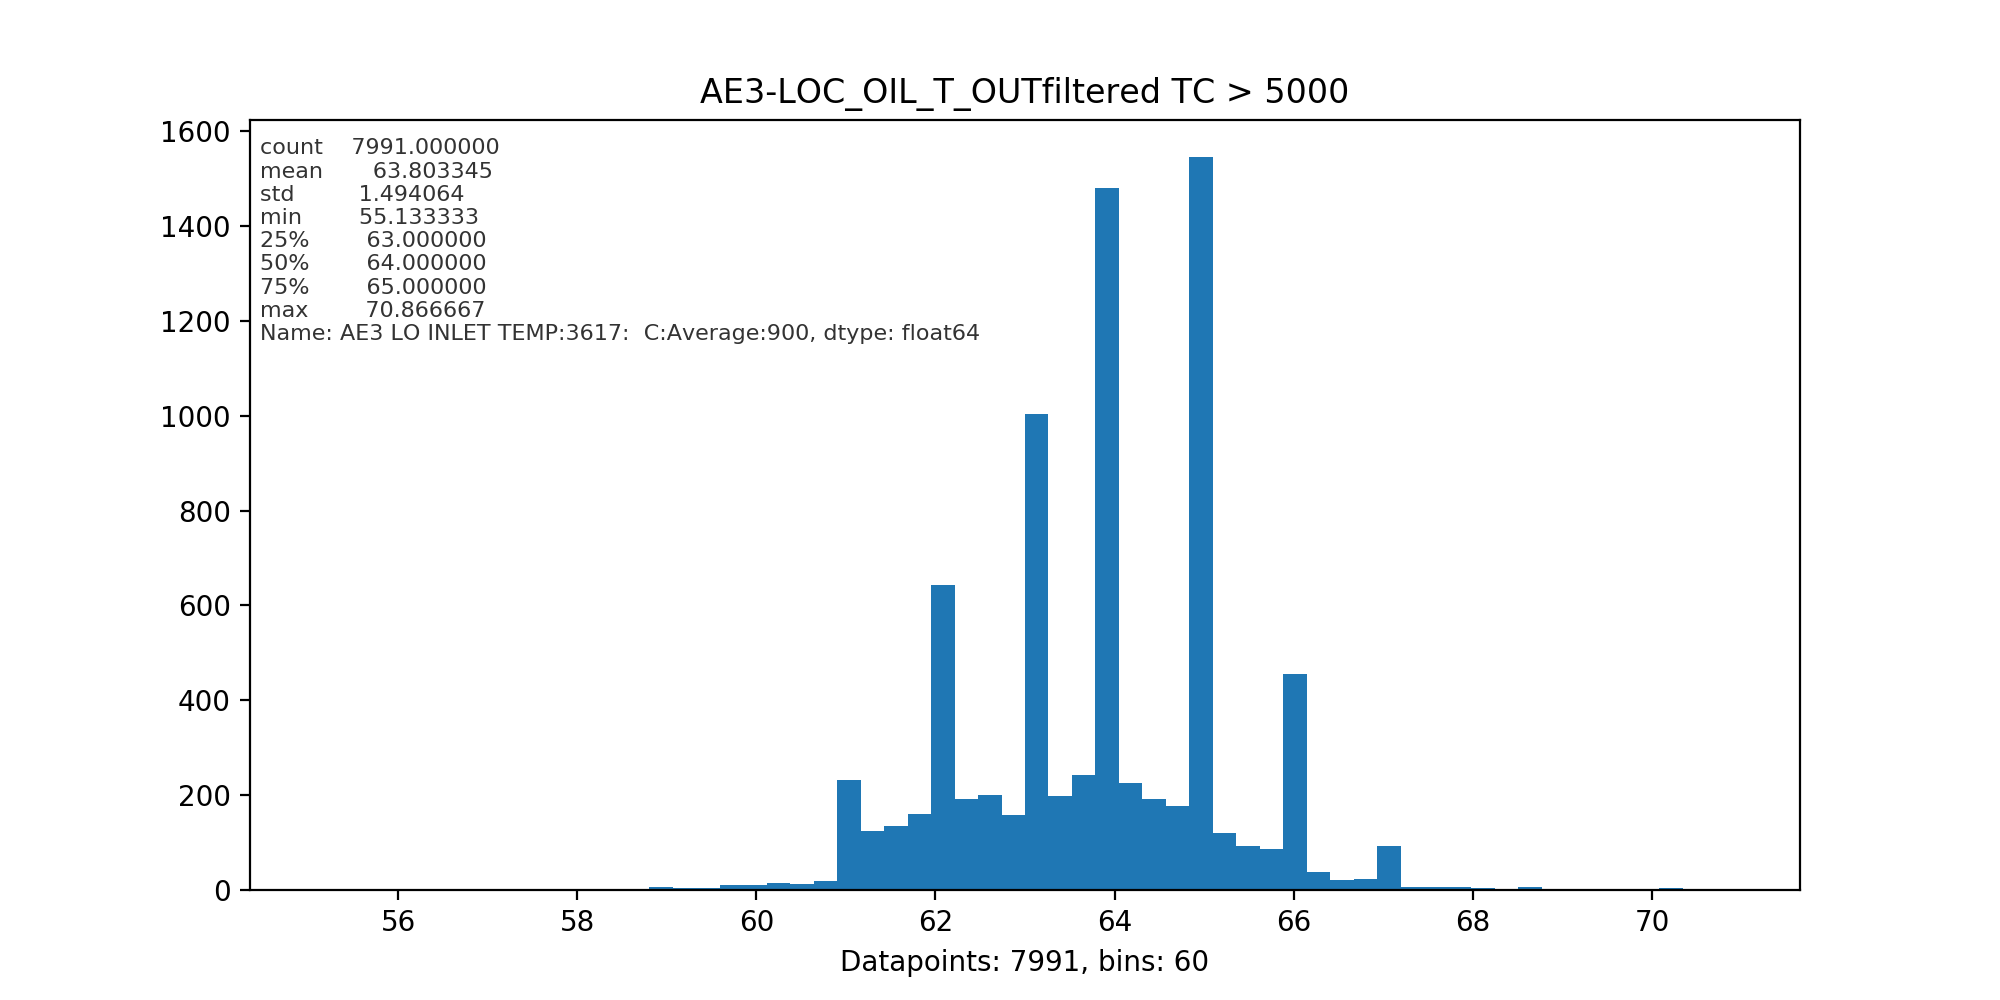 AE3-LOC_OIL_T_OUTfiltered TC > 5000
1600
1400
1200
1000
800
600
400
200
0
count 7991.000000
mean 63.803345
std 1.494064
min 55.133333
25% 63.000000
50% 64.000000
75% 65.000000
max 70.866667
Name: AE3 LO INLET TEMP:3617: C:Average:900, dtype: float64
56 58 60 62 64 66 68 70
Datapoints: 7991, bins: 60